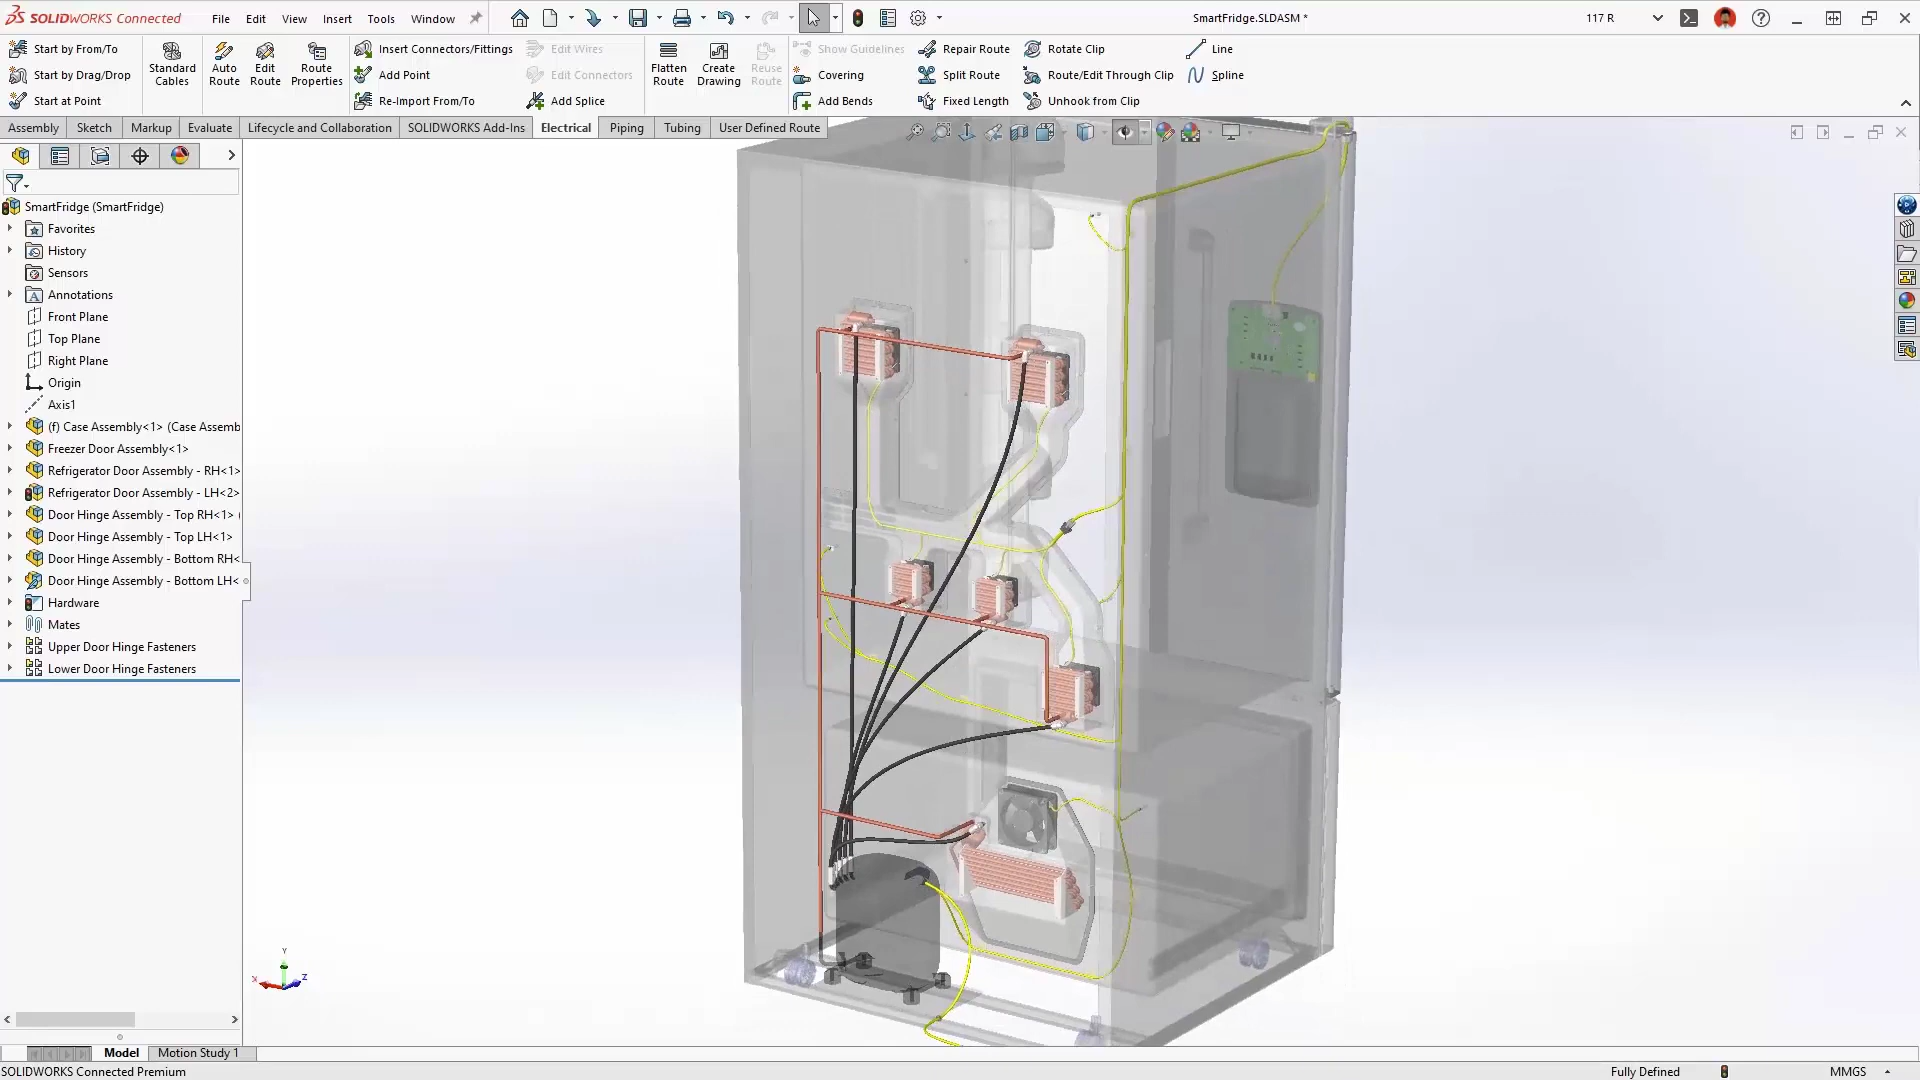 SOLIDWORKS Connected
File Edit View Insert Tools Window
SmartFridge.SLDASM *
117 R
Start by From/To
Start by Drag/Drop
Start at Point
Standard Cables
Auto Route
Edit Route
Route Properties
Insert Connectors/Fittings
Add Point
Re-Import From/To
Edit Wires
Edit Connectors
Add Splice
Flatten Route
Create Drawing
Reuse Route
Show Guidelines
Covering
Add Bends
Repair Route
Split Route
Fixed Length
Rotate Clip
Route/Edit Through Clip
Unhook from Clip
Line
Spline
Assembly Sketch Markup Evaluate Lifecycle and Collaboration SOLIDWORKS Add-Ins Electrical Piping Tubing User Defined Route
SmartFridge (SmartFridge)
Favorites
History
Sensors
Annotations
Front Plane
Top Plane
Right Plane
Origin
Axis1
(f) Case Assembly<1> (Case Assemb
Freezer Door Assembly<1>
Refrigerator Door Assembly - RH<1>
Refrigerator Door Assembly - LH<2>
Door Hinge Assembly - Top RH<1> (
Door Hinge Assembly - Top LH<1>
Door Hinge Assembly - Bottom RH<
Door Hinge Assembly - Bottom LH<
Hardware
Mates
Upper Door Hinge Fasteners
Lower Door Hinge Fasteners
Y
X
Z
Model Motion Study 1
SOLIDWORKS Connected Premium
Fully Defined
MMGS